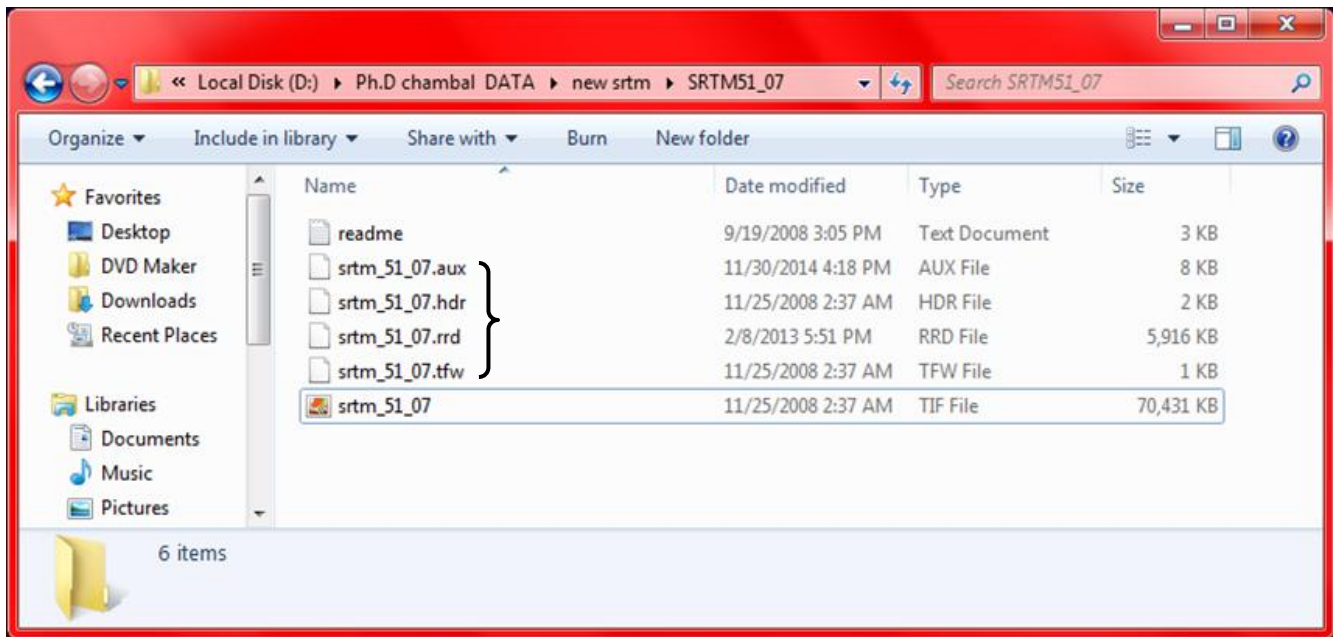 « Local Disk (D:) ▸ Ph.D chambal DATA ▸ new srtm ▸ SRTM51_07 Search SRTM51_07
Organize Include in library Share with Burn New folder
Favorites
Desktop
DVD Maker
Downloads
Recent Places
Libraries
Documents
Music
Pictures
Name Date modified Type Size
readme 9/19/2008 3:05 PM Text Document 3 KB
srtm_51_07.aux 11/30/2014 4:18 PM AUX File 8 KB
srtm_51_07.hdr 11/25/2008 2:37 AM HDR File 2 KB
srtm_51_07.rrd 2/8/2013 5:51 PM RRD File 5,916 KB
srtm_51_07.tfw 11/25/2008 2:37 AM TFW File 1 KB
srtm_51_07 11/25/2008 2:37 AM TIF File 70,431 KB
6 items